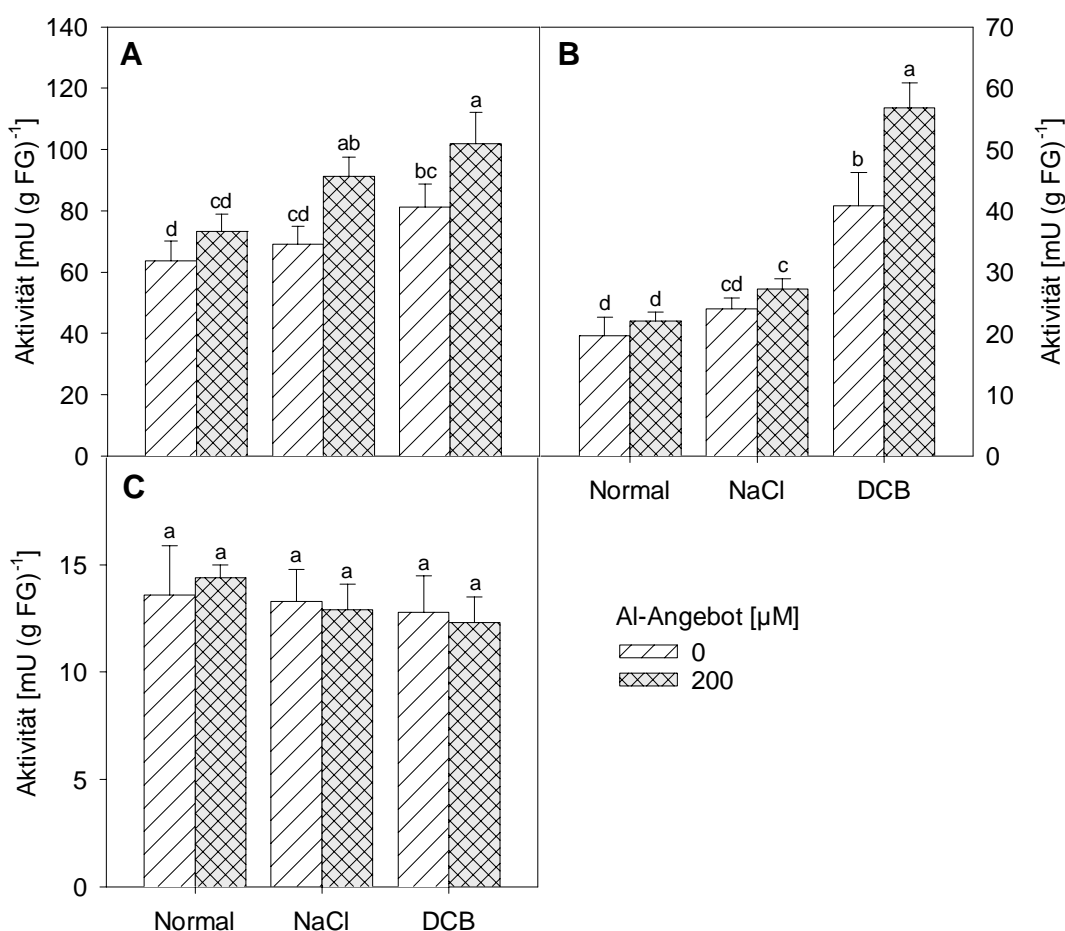 A
B
140
120
100
80
60
40
20
0
Aktivität [mU (g FG)⁻¹]
d
cd
cd
ab
bc
a
d
d
cd
c
b
a
70
60
50
40
30
20
10
0
Aktivität [mU (g FG)⁻¹]
Normal NaCl DCB
C
15
10
5
0
Aktivität [mU (g FG)⁻¹]
a
a
a
a
a
a
Normal NaCl DCB
Al-Angebot [µM]
0
200